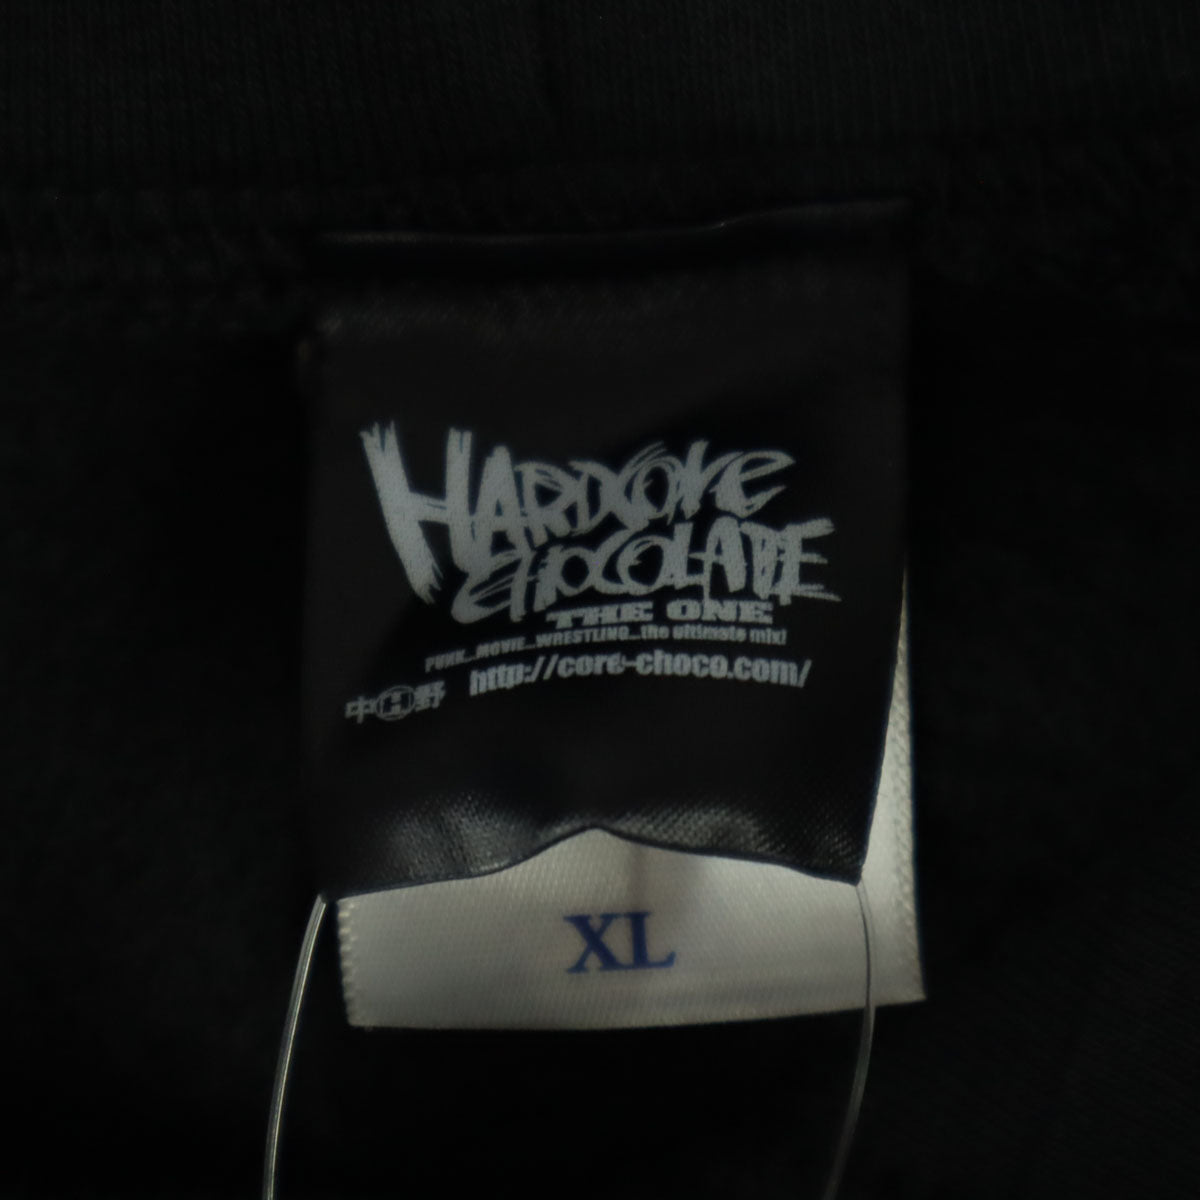 HARDCORE
CHOCOLATE
THE ONE
PUNK...MOVIE...WRESTLING...the ultimate mix!
http://core-choco.com/
中H野
XL